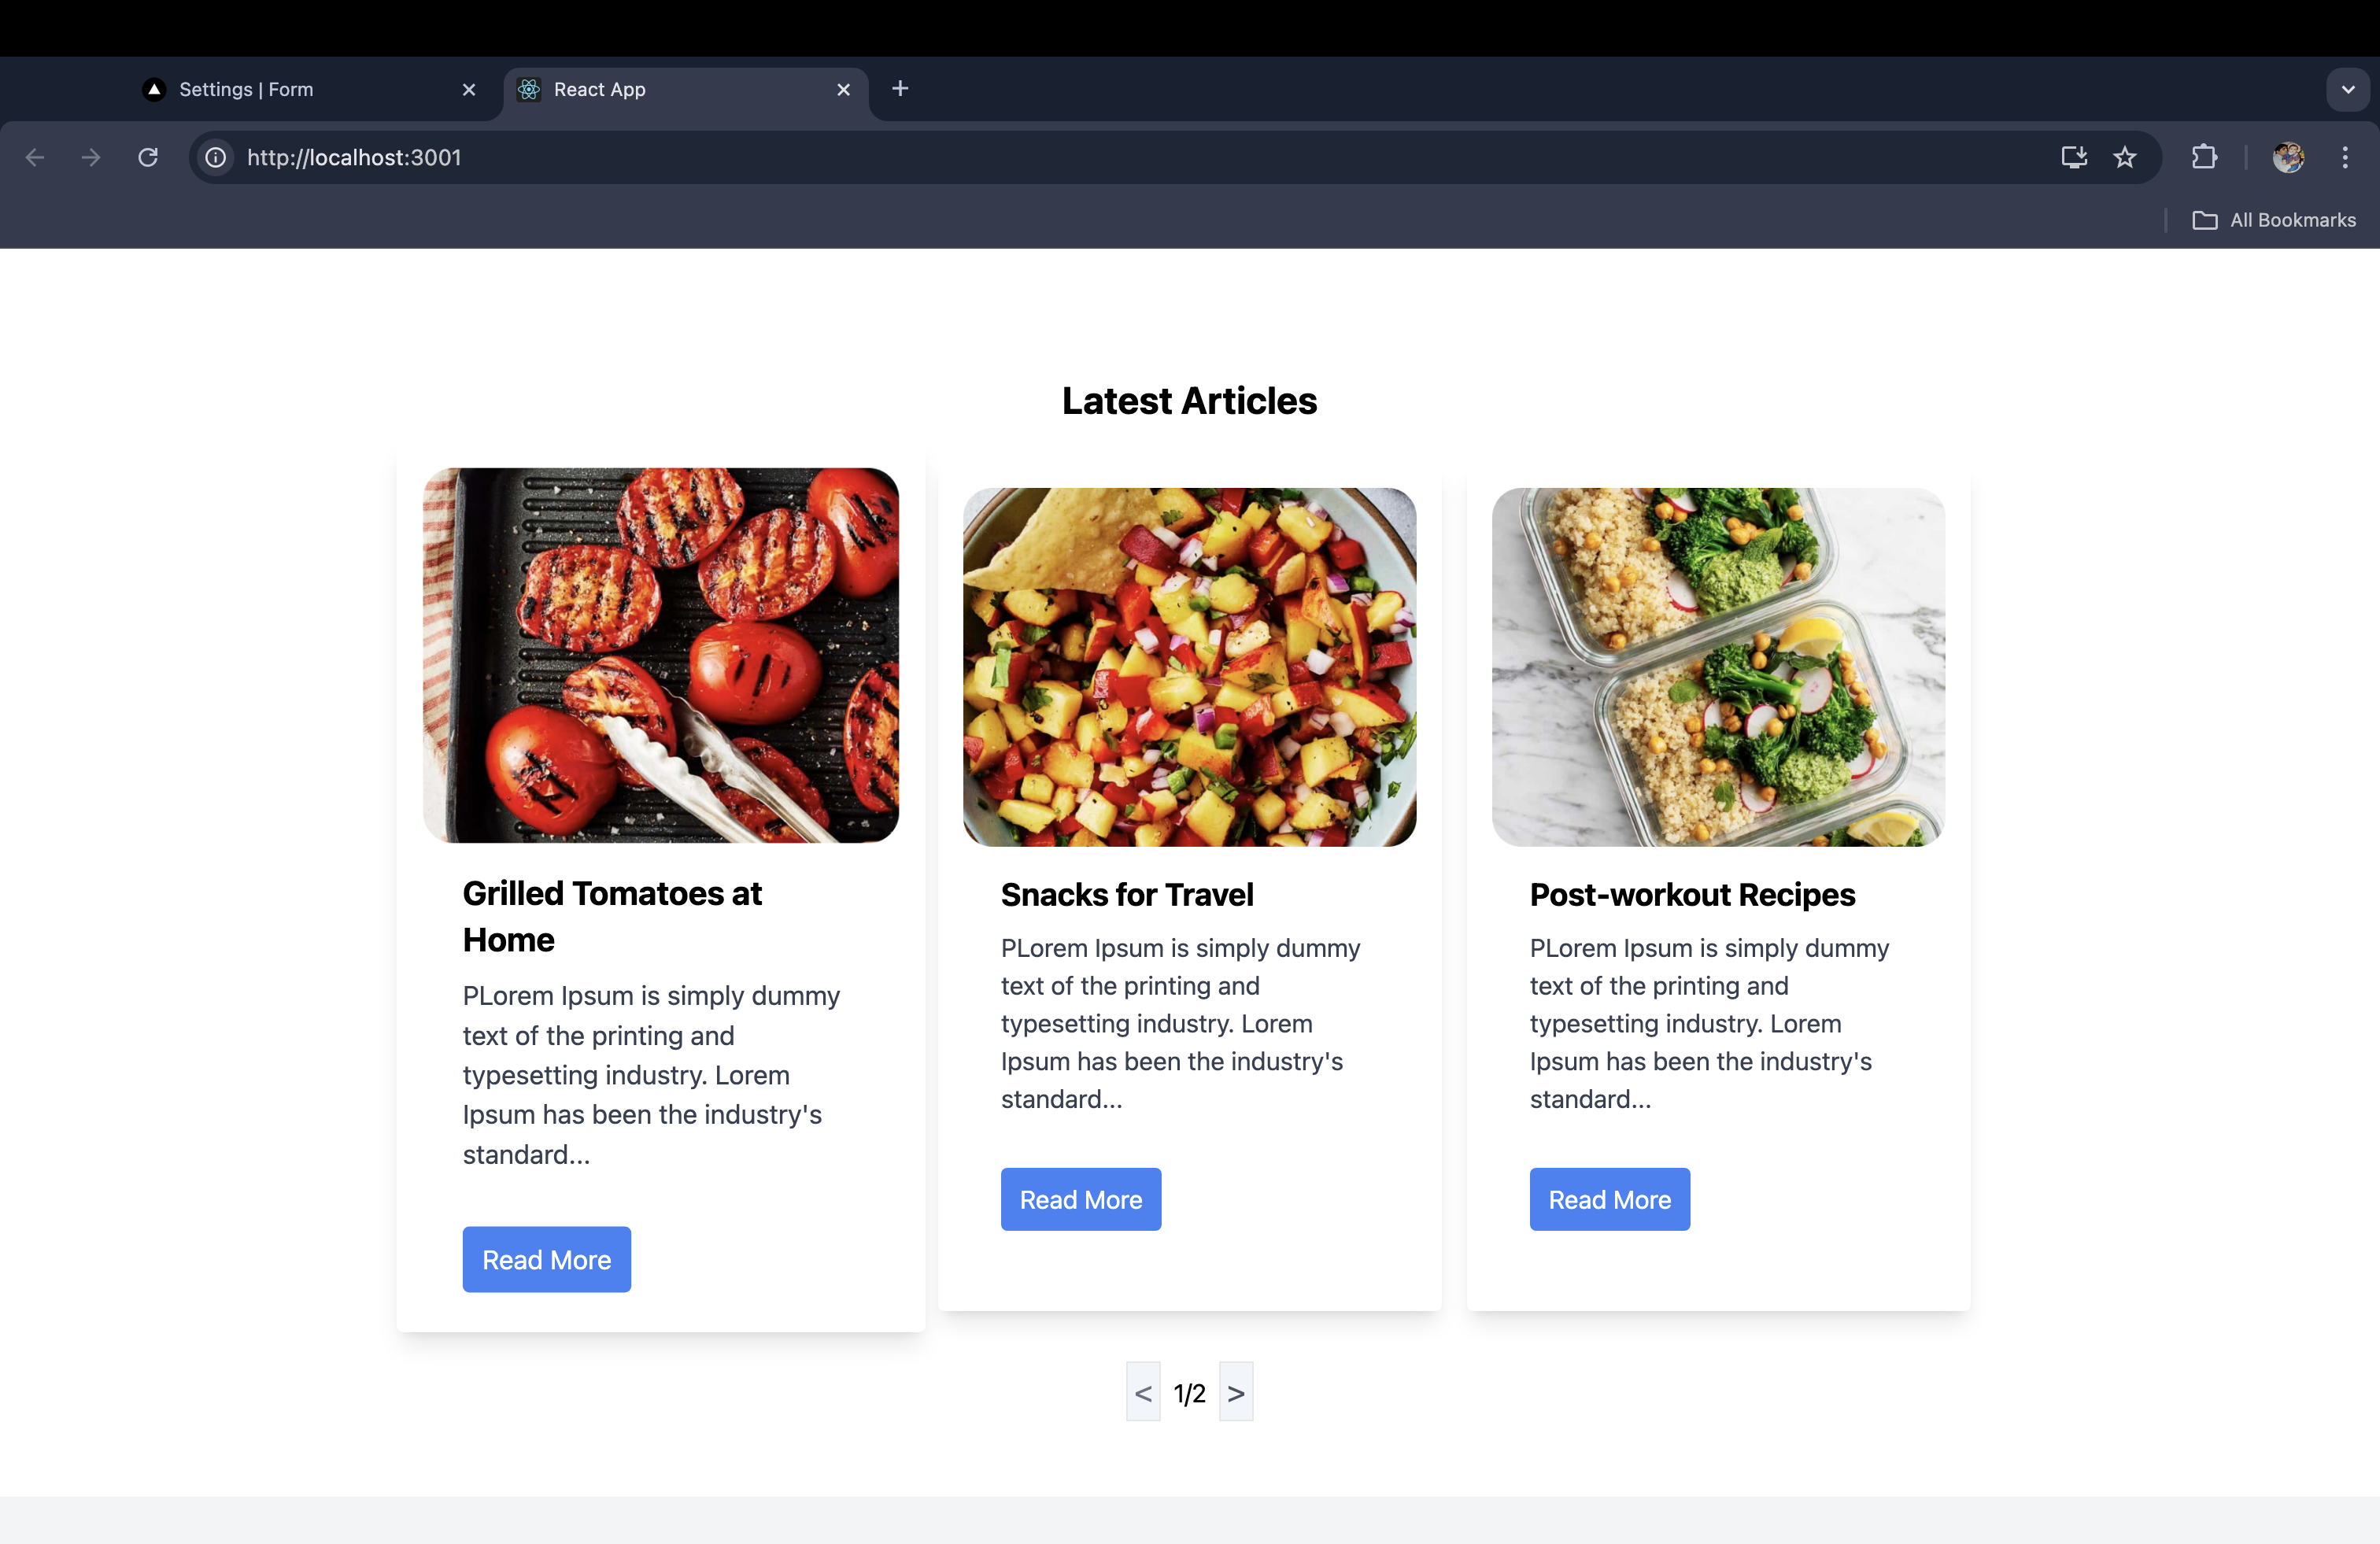 Settings | Form
React App
http://localhost:3001
All Bookmarks
Latest Articles
Grilled Tomatoes at
Home
PLorem Ipsum is simply dummy
text of the printing and
typesetting industry. Lorem
Ipsum has been the industry's
standard...
Read More
Snacks for Travel
PLorem Ipsum is simply dummy
text of the printing and
typesetting industry. Lorem
Ipsum has been the industry's
standard...
Read More
Post-workout Recipes
PLorem Ipsum is simply dummy
text of the printing and
typesetting industry. Lorem
Ipsum has been the industry's
standard...
Read More
< 1/2 >